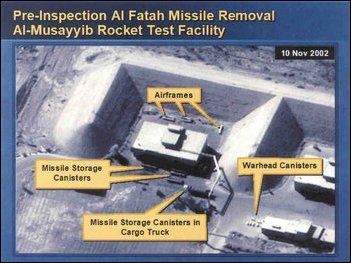 Pre-Inspection Al Fatah Missile Removal
Al-Musayyib Rocket Test Facility
10 Nov 2002
Airframes
Missile Storage
Canisters
Warhead Canisters
Missile Storage Canisters in
Cargo Truck